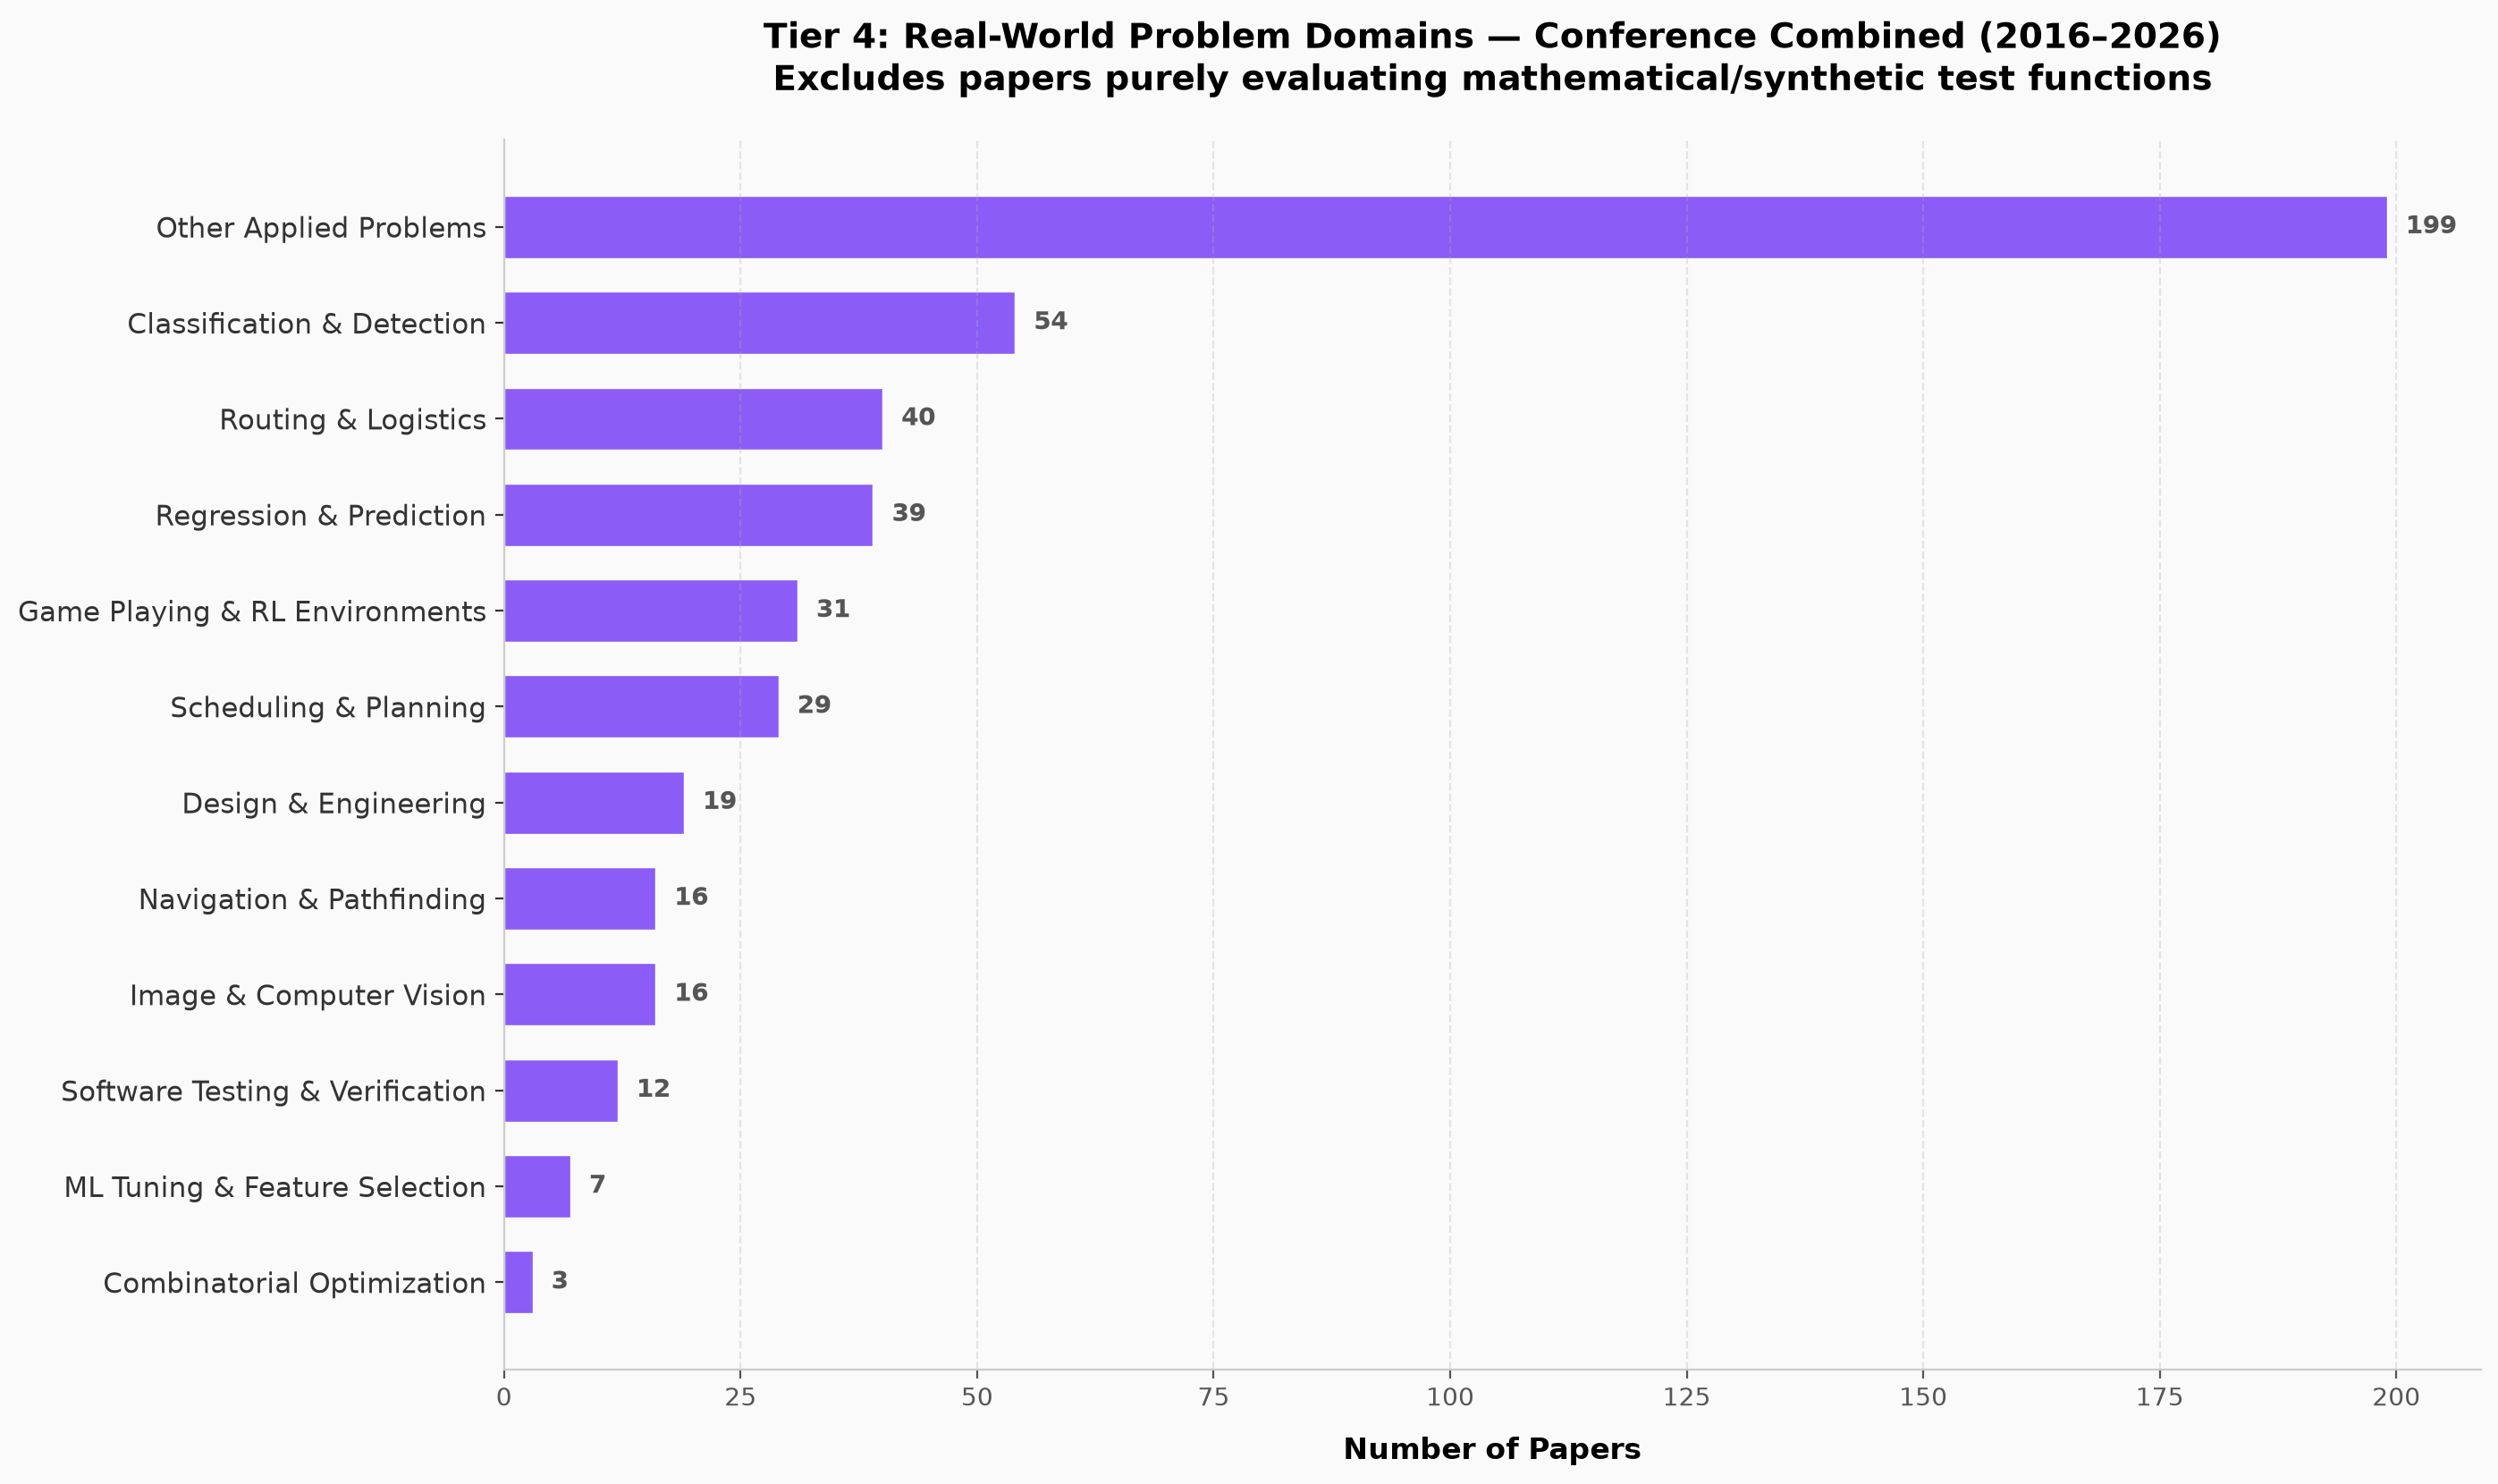 Tier 4: Real-World Problem Domains — Conference Combined (2016–2026)
Excludes papers purely evaluating mathematical/synthetic test functions
Other Applied Problems 199
Classification & Detection 54
Routing & Logistics 40
Regression & Prediction 39
Game Playing & RL Environments 31
Scheduling & Planning 29
Design & Engineering 19
Navigation & Pathfinding 16
Image & Computer Vision 16
Software Testing & Verification 12
ML Tuning & Feature Selection 7
Combinatorial Optimization 3
0 25 50 75 100 125 150 175 200
Number of Papers